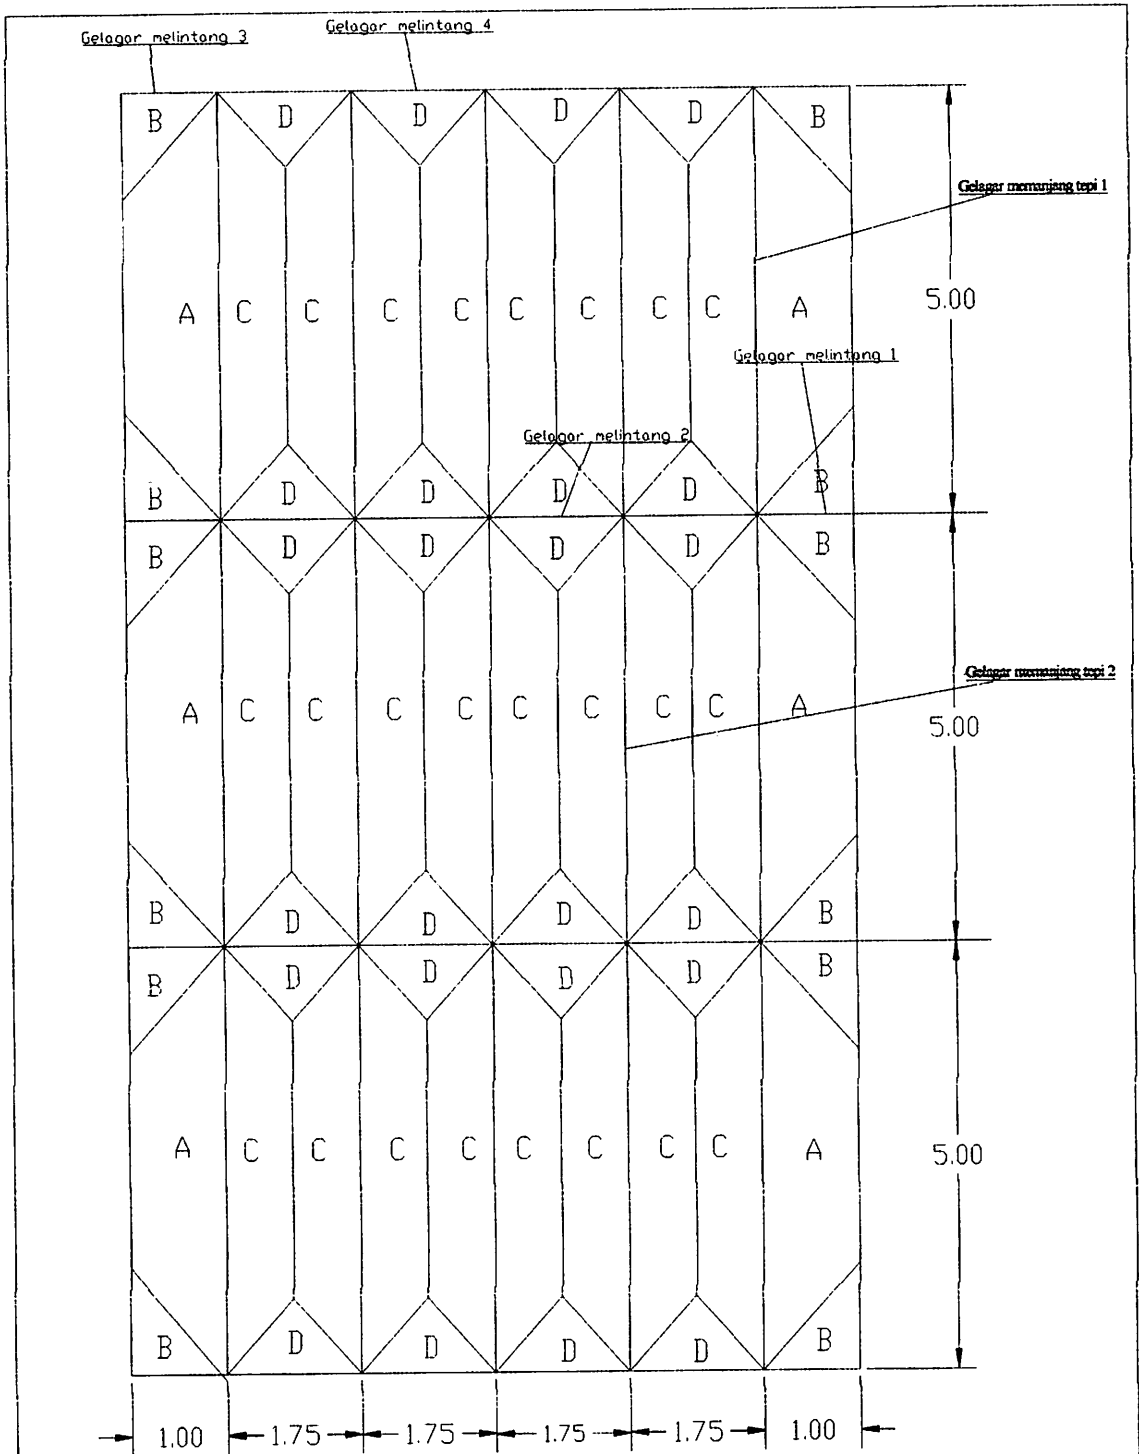 Gelagar melintang 3
Gelagar melintang 4
B D D D D B
Gelagar memanjang tepi 1
A C C C C C C C C A
5.00
Gelagar melintang 1
Gelagar melintang 2
B D D D D B
B D D D D B
Gelagar memanjang tepi 2
A C C C C C C C C A
5.00
B D D D D B
B D D D D B
A C C C C C C C C A
5.00
B D D D D B
1.00 1.75 1.75 1.75 1.75 1.00